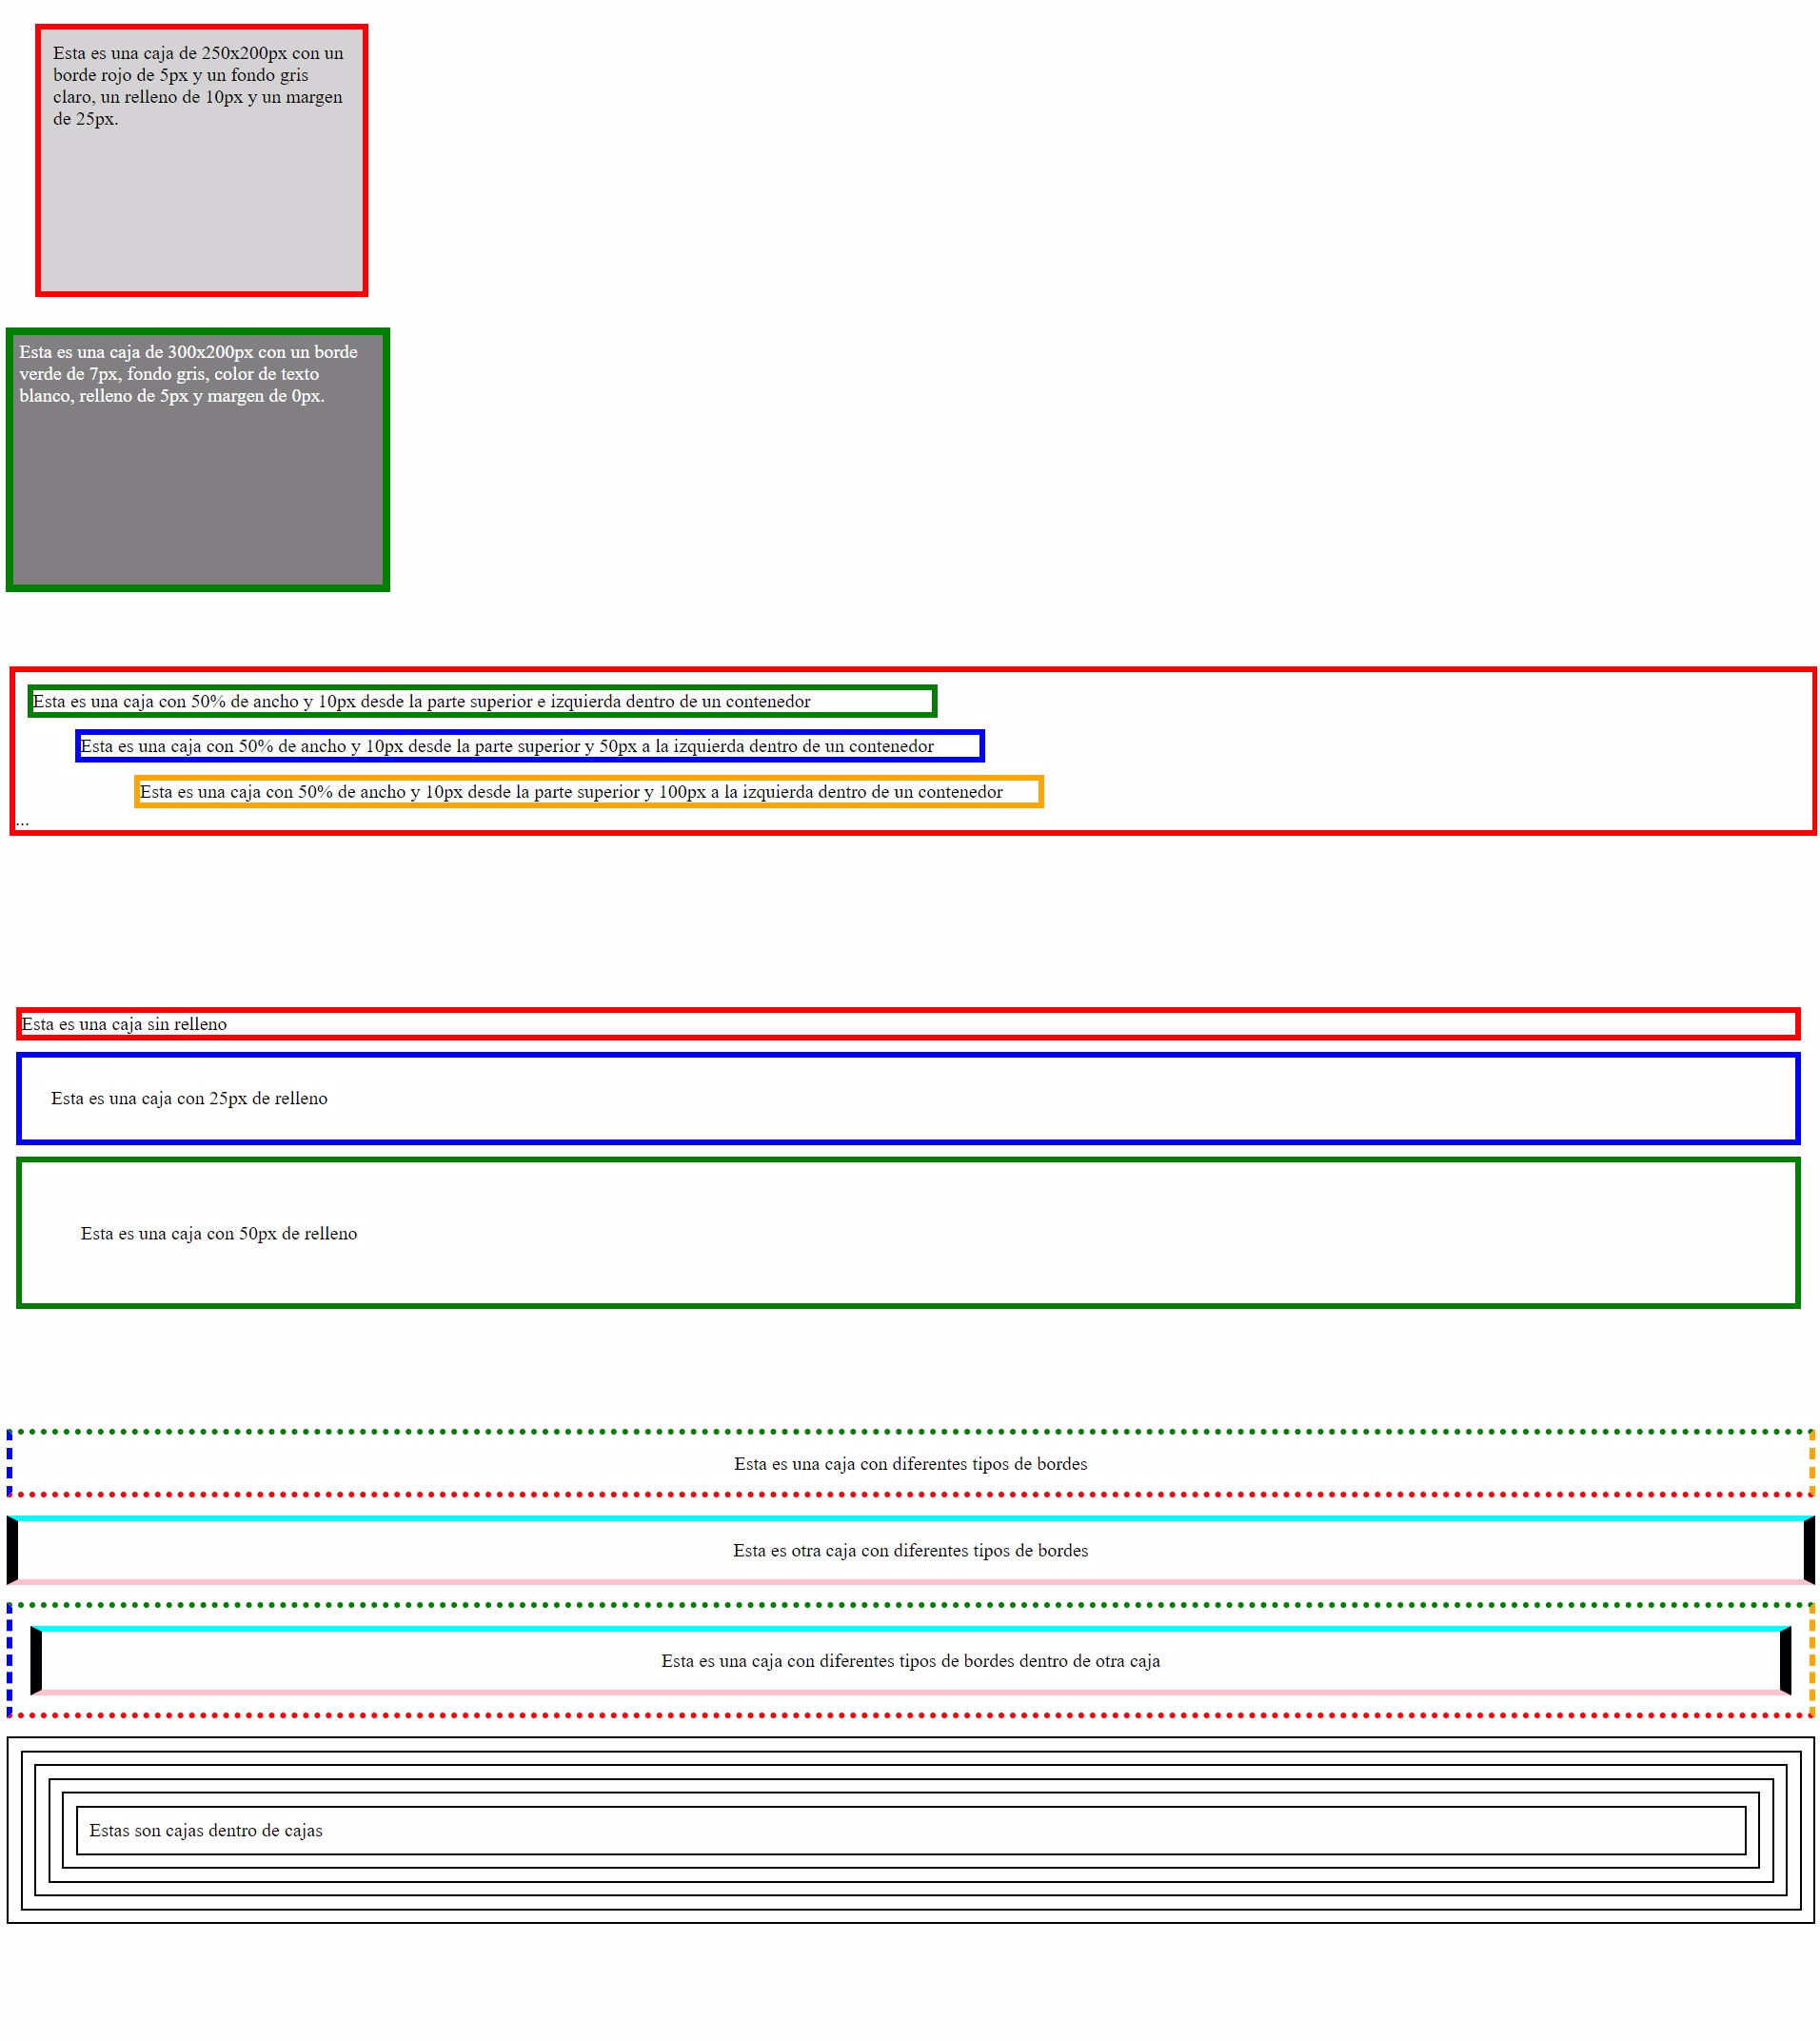 Esta es una caja de 250x200px con un
borde rojo de 5px y un fondo gris
claro, un relleno de 10px y un margen
de 25px.
Esta es una caja de 300x200px con un borde
verde de 7px, fondo gris, color de texto
blanco, relleno de 5px y margen de 0px.
Esta es una caja con 50% de ancho y 10px desde la parte superior e izquierda dentro de un contenedor
Esta es una caja con 50% de ancho y 10px desde la parte superior y 50px a la izquierda dentro de un contenedor
Esta es una caja con 50% de ancho y 10px desde la parte superior y 100px a la izquierda dentro de un contenedor
...
Esta es una caja sin relleno
Esta es una caja con 25px de relleno
Esta es una caja con 50px de relleno
Esta es una caja con diferentes tipos de bordes
Esta es otra caja con diferentes tipos de bordes
Esta es una caja con diferentes tipos de bordes dentro de otra caja
Estas son cajas dentro de cajas